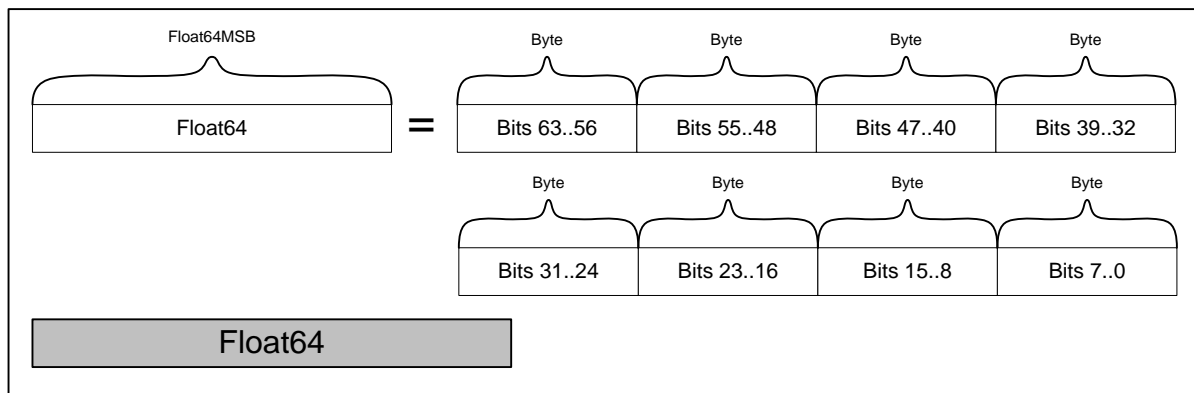 Float64MSB Byte Byte Byte Byte
Float64 = Bits 63..56 Bits 55..48 Bits 47..40 Bits 39..32
Byte Byte Byte Byte
Bits 31..24 Bits 23..16 Bits 15..8 Bits 7..0
Float64